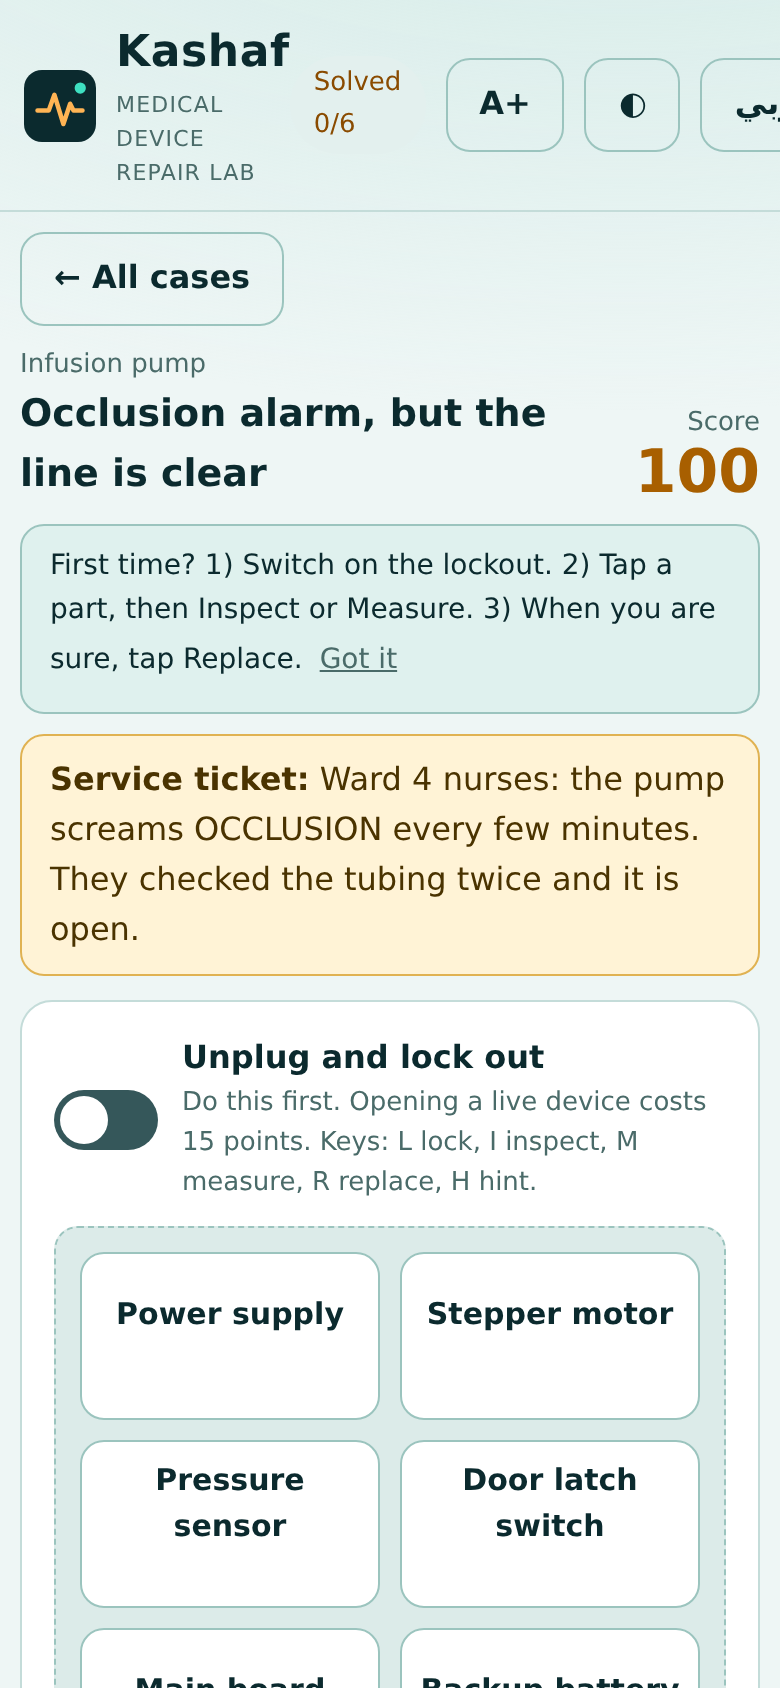 Kashaf
MEDICAL
DEVICE
REPAIR LAB
Solved
0/6
A+
← All cases
Infusion pump
Occlusion alarm, but the
line is clear
Score
100
First time? 1) Switch on the lockout. 2) Tap a
part, then Inspect or Measure. 3) When you are
sure, tap Replace. Got it
Service ticket: Ward 4 nurses: the pump
screams OCCLUSION every few minutes.
They checked the tubing twice and it is
open.
Unplug and lock out
Do this first. Opening a live device costs
15 points. Keys: L lock, I inspect, M
measure, R replace, H hint.
Power supply
Stepper motor
Pressure
sensor
Door latch
switch
Main board
Backup battery